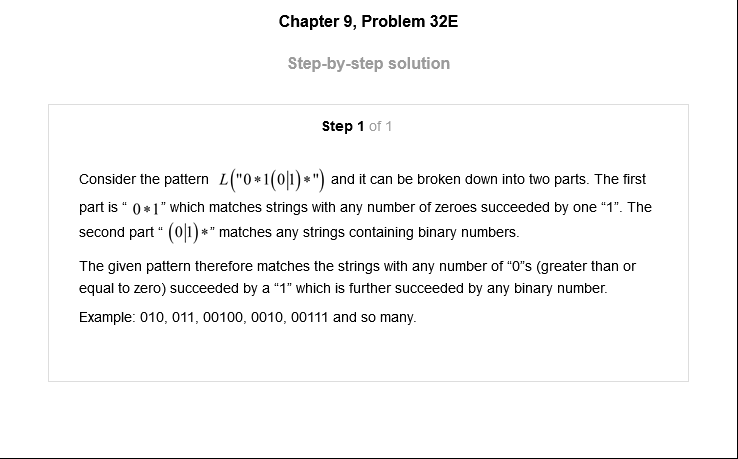 Chapter 9, Problem 32E
Step-by-step solution
Step 1 of 1
Consider the pattern L("0*1(0|1)*") and it can be broken down into two parts. The first
part is “ 0*1” which matches strings with any number of zeroes succeeded by one “1”. The
second part “ (0|1)*” matches any strings containing binary numbers.
The given pattern therefore matches the strings with any number of “0”s (greater than or
equal to zero) succeeded by a “1” which is further succeeded by any binary number.
Example: 010, 011, 00100, 0010, 00111 and so many.